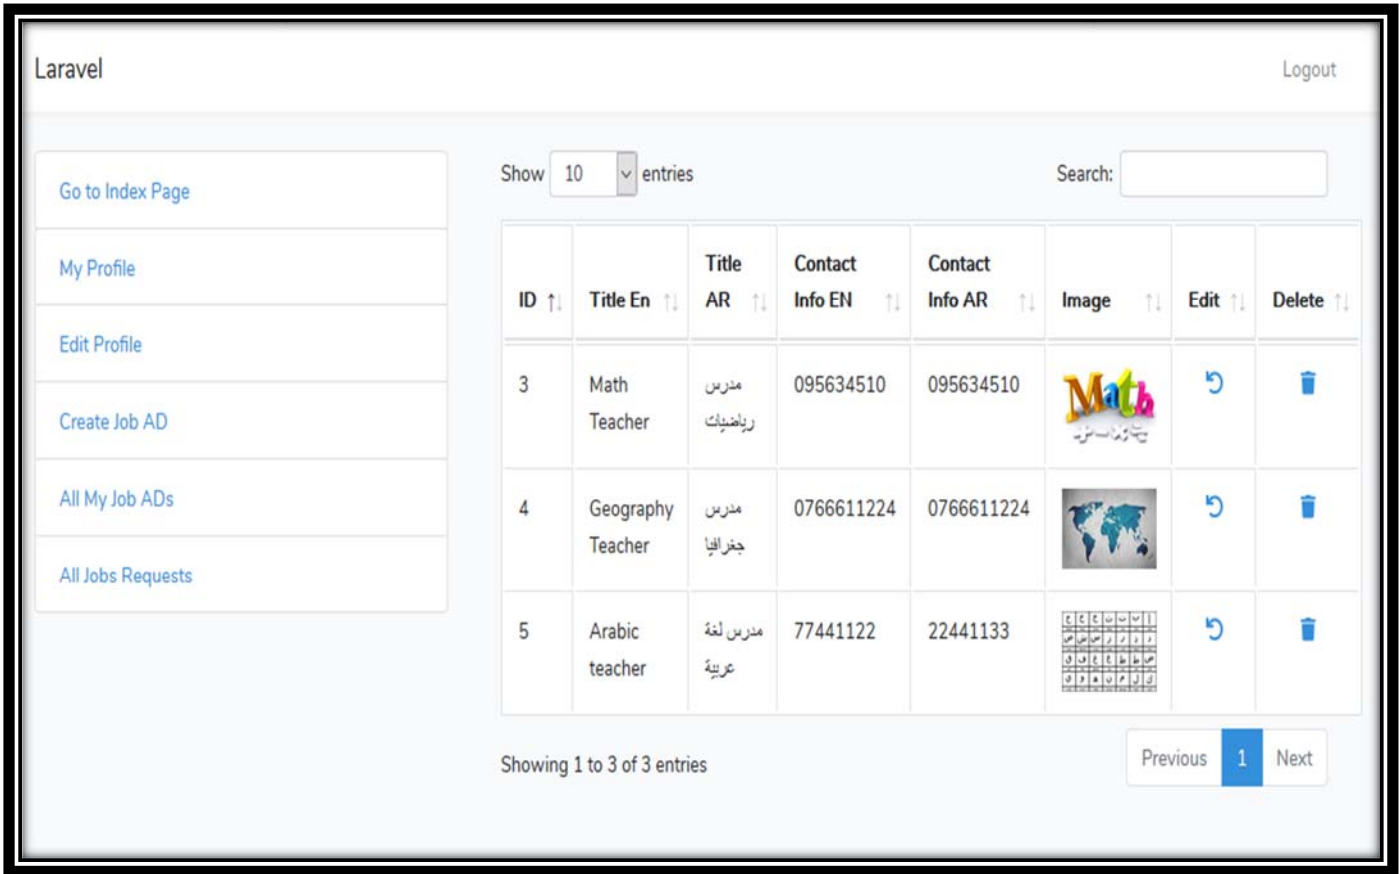 Laravel
Logout
Go to Index Page
My Profile
Edit Profile
Create Job AD
All My Job ADs
All Jobs Requests
Show 10 entries
Search:
ID
Title En
Title
AR
Contact
Info EN
Contact
Info AR
Image
Edit
Delete
3
Math
Teacher
مدرس
رياضيات
095634510
095634510
Math
4
Geography
Teacher
مدرس
جغرافيا
0766611224
0766611224
5
Arabic
teacher
مدرس لغة
عربية
77441122
22441133
Showing 1 to 3 of 3 entries
Previous 1 Next